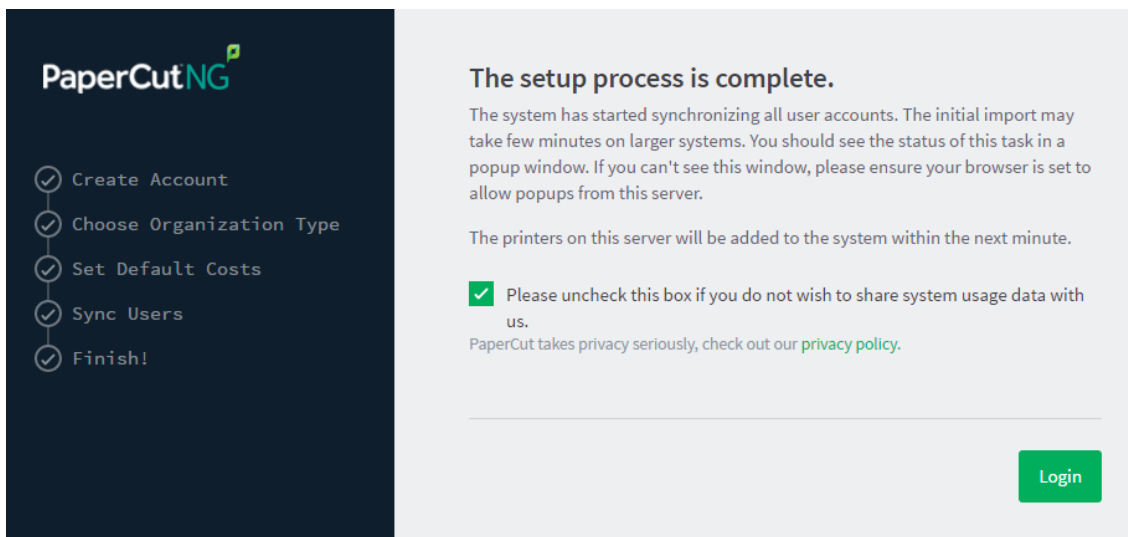 PaperCut NG
Create Account
Choose Organization Type
Set Default Costs
Sync Users
Finish!
The setup process is complete.
The system has started synchronizing all user accounts. The initial import may
take few minutes on larger systems. You should see the status of this task in a
popup window. If you can't see this window, please ensure your browser is set to
allow popups from this server.
The printers on this server will be added to the system within the next minute.
Please uncheck this box if you do not wish to share system usage data with
us.
PaperCut takes privacy seriously, check out our privacy policy.
Login